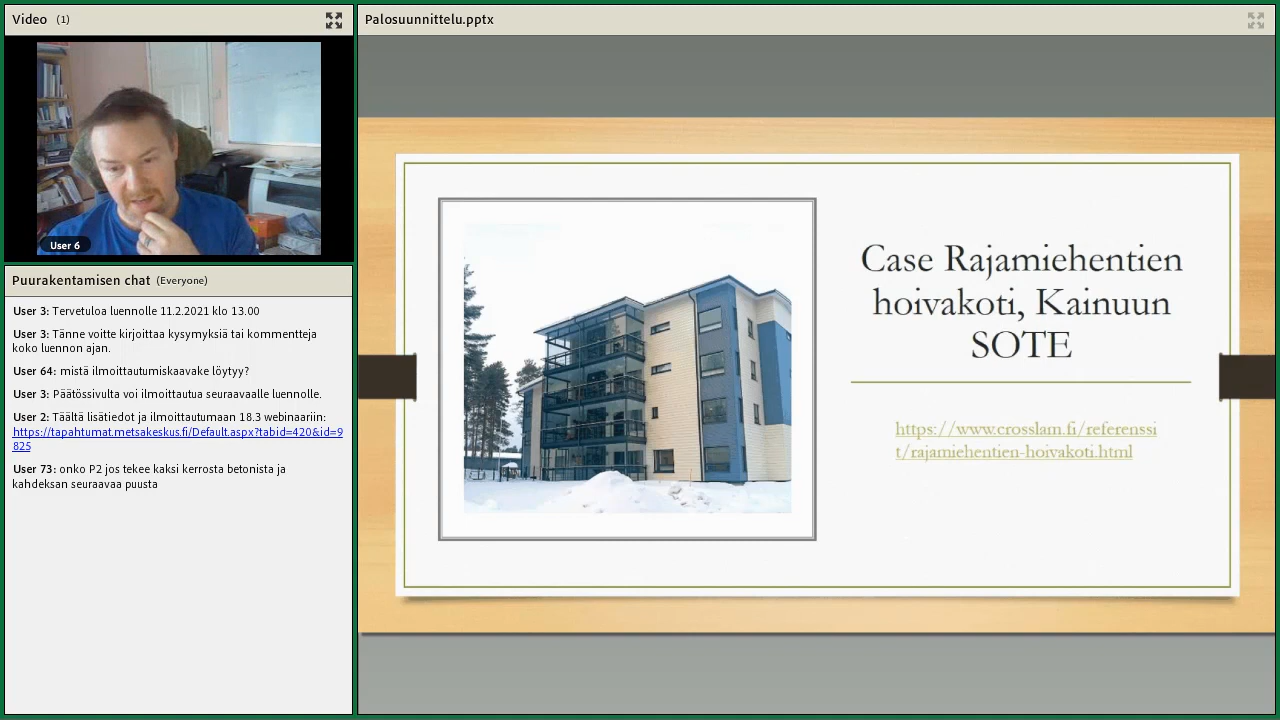 Video (1)
User 6
Puurakentamisen chat (Everyone)
User 3: Tervetuloa luennolle 11.2.2021 klo 13.00
User 3: Tänne voitte kirjoittaa kysymyksiä tai kommentteja
koko luennon ajan.
User 64: mistä ilmoittautumiskaavake löytyy?
User 3: Päätössivulta voi ilmoittautua seuraavaalle luennolle.
User 2: Täältä lisätiedot ja ilmoittautumaan 18.3 webinaariin:
https://tapahtumat.metsakeskus.fi/Default.aspx?tabid=420&id=9
825
User 73: onko P2 jos tekee kaksi kerrosta betonista ja
kahdeksan seuraavaa puusta
Palosuunnittelu.pptx
Case Rajamiehentien
hoivakoti, Kainuun
SOTE
https://www.crosslam.fi/referenssi
t/rajamiehentien-hoivakoti.html